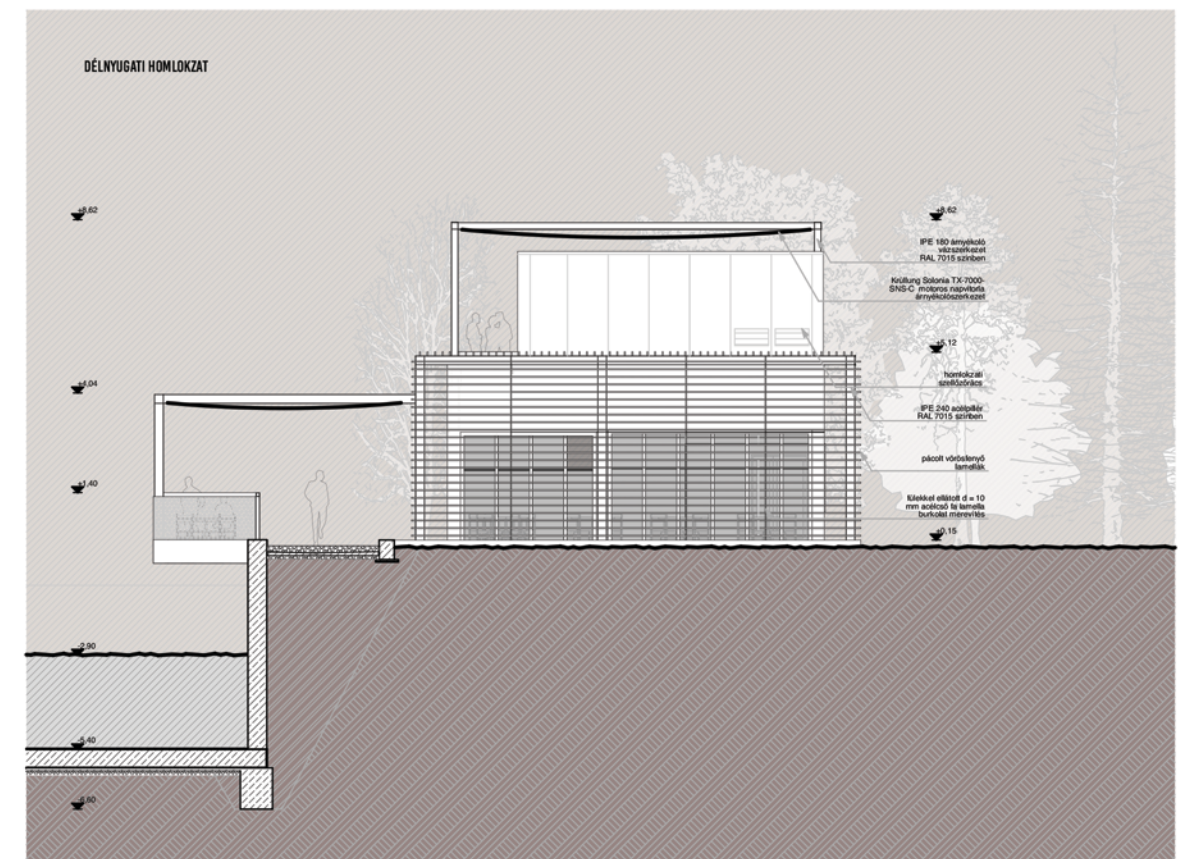 DÉLNYUGATI HOMLOKZAT
+8,62
+8,62
IPE 180 árnyékoló
vázszerkezet
RAL 7015 színben
Krüllung Solonia TX-7000-
SNS-C motoros napvitorla
árnyékolószerkezet
+5,12
homlokzati
szellőzőrács
+4,04
IPE 240 acélpillér
RAL 7015 színben
pácolt vörösfenyő
lamellák
+1,40
fülekkel ellátott d = 10
mm acélcső fa lamella
burkolat merevítés
±0,15
-2,90
-5,40
-6,60